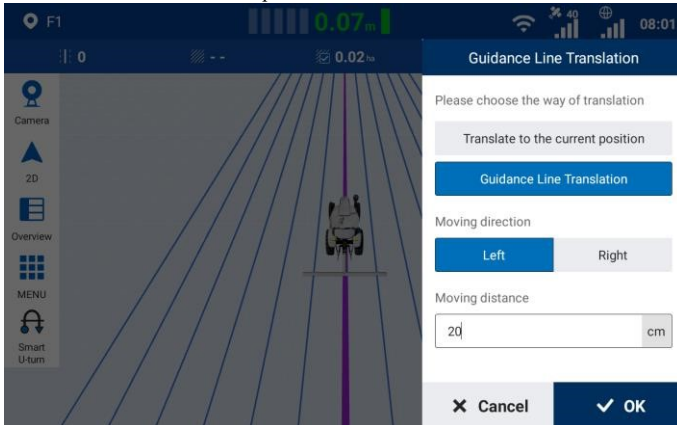 F1
0.07m
40
08:01
0
--
0.02 ha
Camera
2D
Overview
MENU
Smart
U-turn
Guidance Line Translation
Please choose the way of translation
Translate to the current position
Guidance Line Translation
Moving direction
Left Right
Moving distance
20 cm
Cancel OK